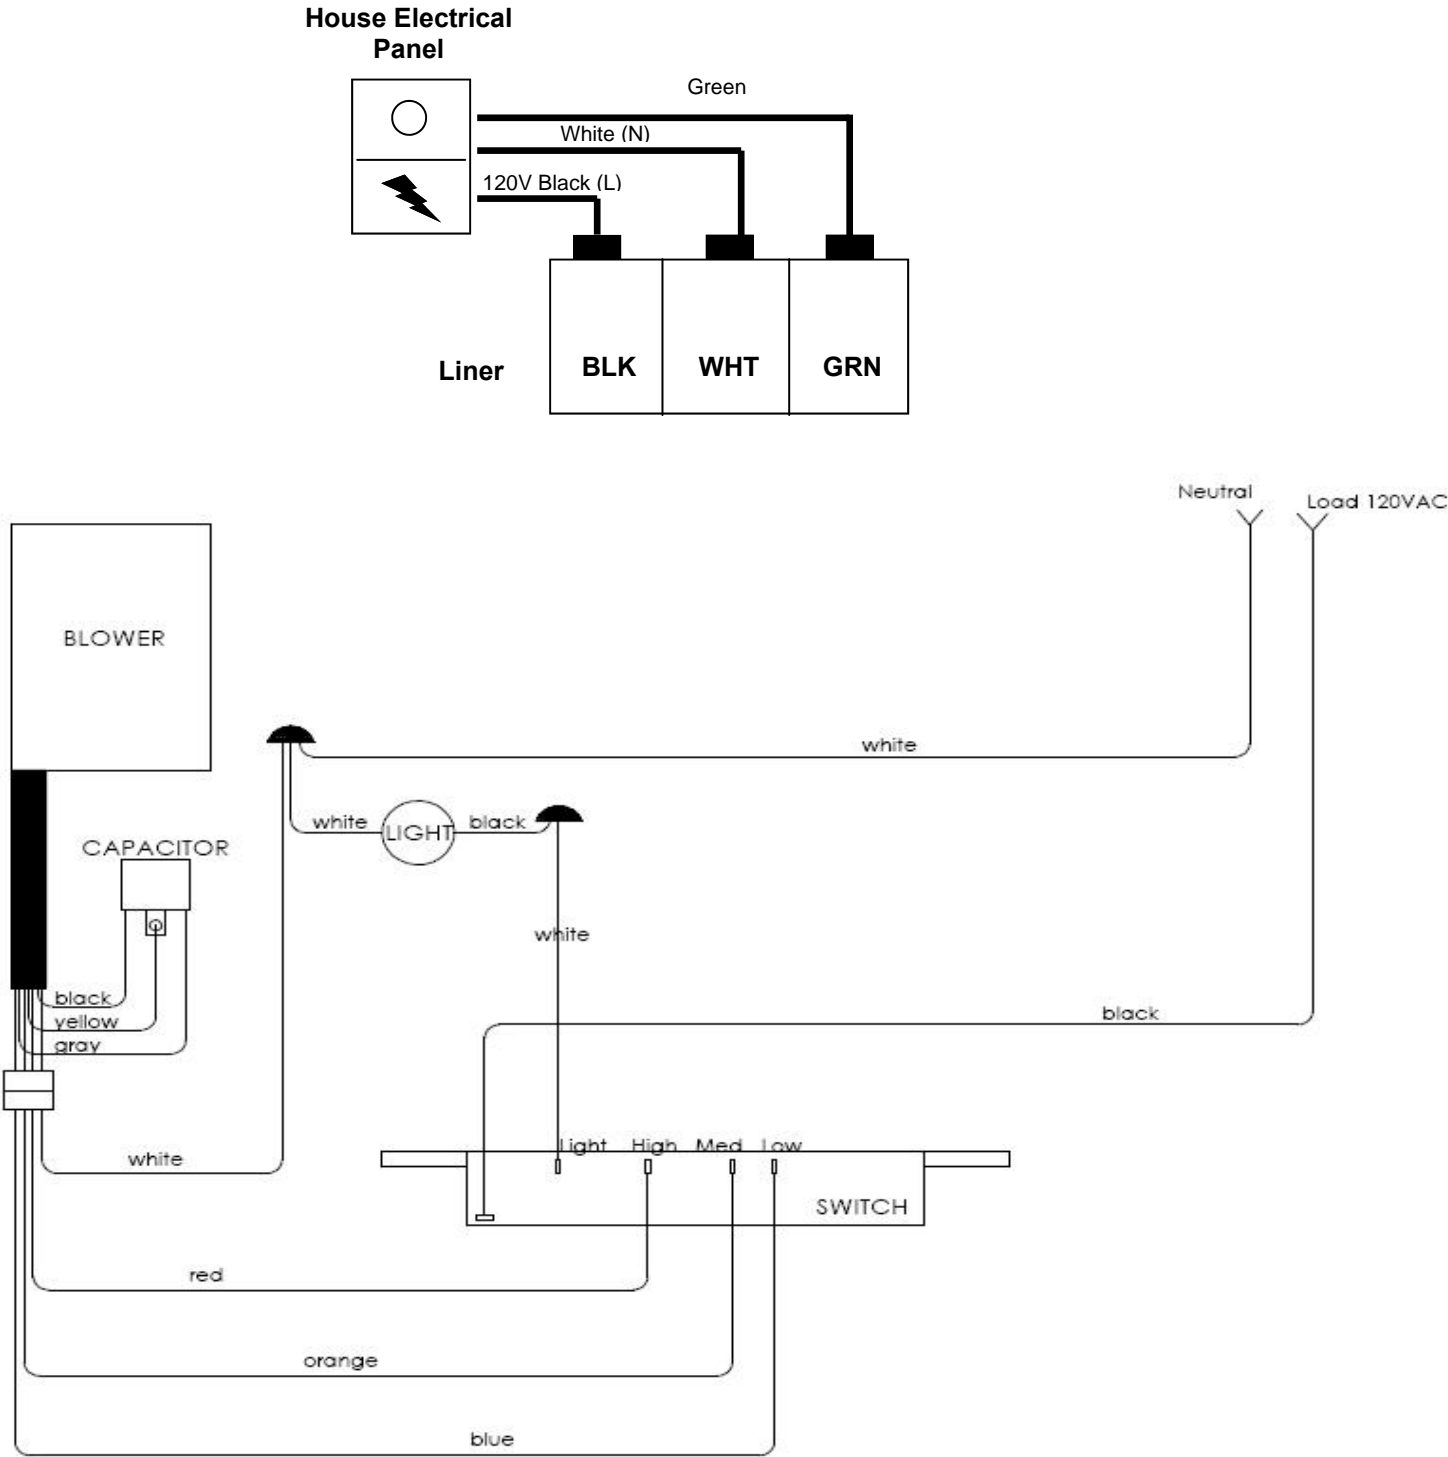 House Electrical
Panel
Green
White (N)
120V Black (L)
Liner
BLK
WHT
GRN
Neutral
Load 120VAC
BLOWER
white
white
LIGHT
black
CAPACITOR
white
black
yellow
gray
black
white
Light
High
Med
Low
SWITCH
red
orange
blue